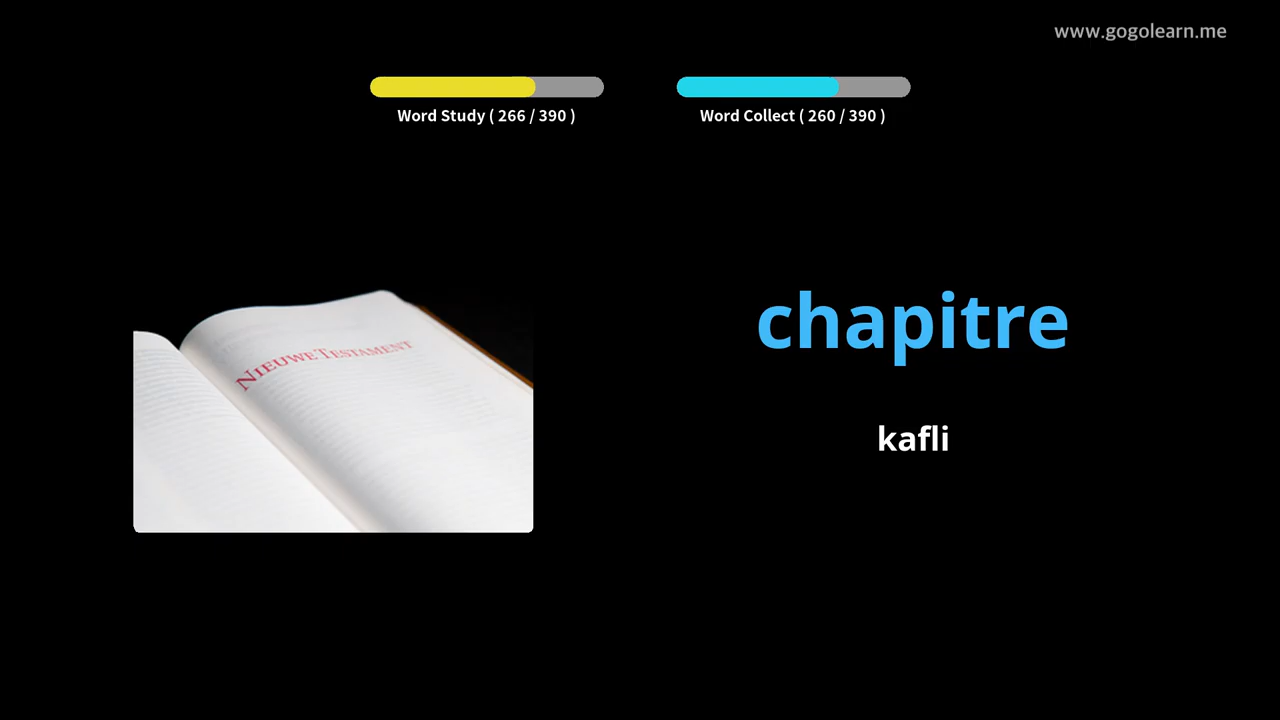 www.gogolearn.me
Word Study ( 266 / 390 )
Word Collect ( 260 / 390 )
NIEUWE TESTAMENT
chapitre
kafli